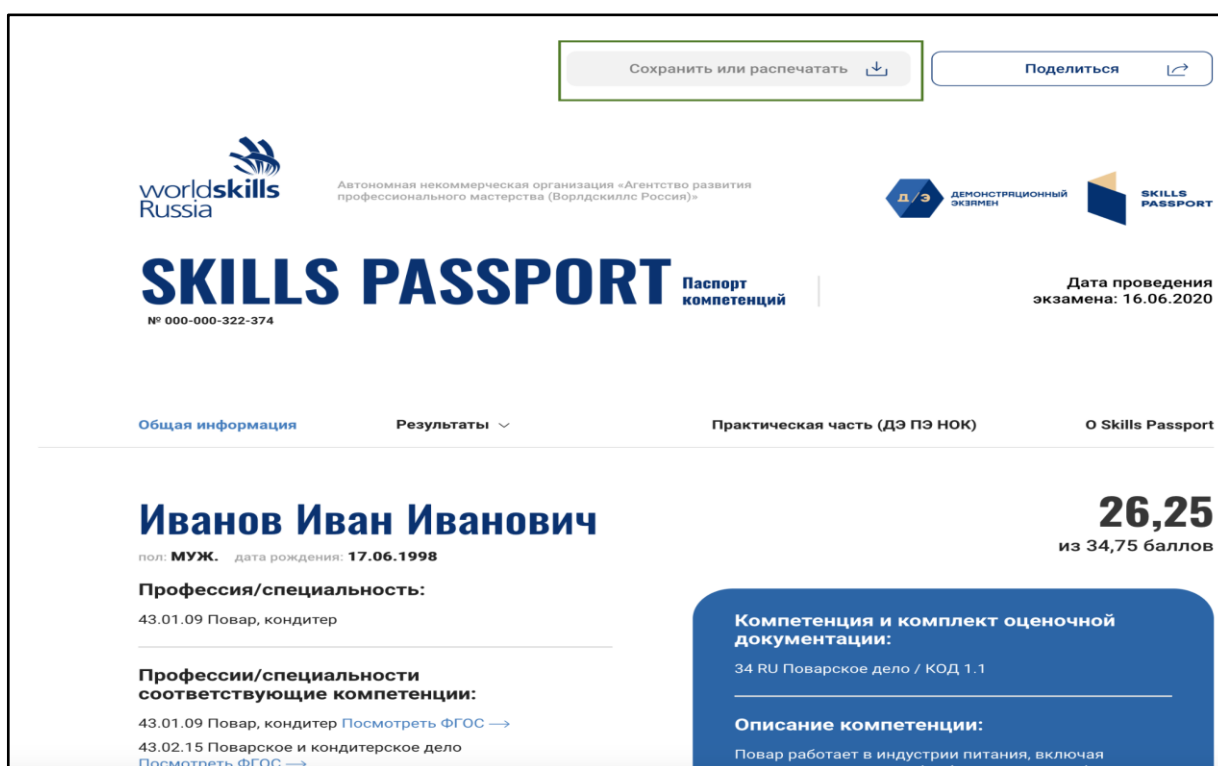 Сохранить или распечатать
Поделиться
worldskills
Russia
Автономная некоммерческая организация «Агентство развития
профессионального мастерства (Ворлдскиллс Россия)»
Д/Э
ДЕМОНСТРАЦИОННЫЙ
ЭКЗАМЕН
SKILLS
PASSPORT
SKILLS PASSPORT
Паспорт
компетенций
Дата проведения
экзамена: 16.06.2020
№ 000-000-322-374
Общая информация
Результаты
Практическая часть (ДЭ ПЭ НОК)
О Skills Passport
Иванов Иван Иванович
пол: МУЖ. дата рождения: 17.06.1998
26,25
из 34,75 баллов
Профессия/специальность:
43.01.09 Повар, кондитер
Профессии/специальности
соответствующие компетенции:
43.01.09 Повар, кондитер Посмотреть ФГОС →
43.02.15 Поварское и кондитерское дело
Посмотреть ФГОС →
Компетенция и комплект оценочной
документации:
34 RU Поварское дело / КОД 1.1
Описание компетенции:
Повар работает в индустрии питания, включая